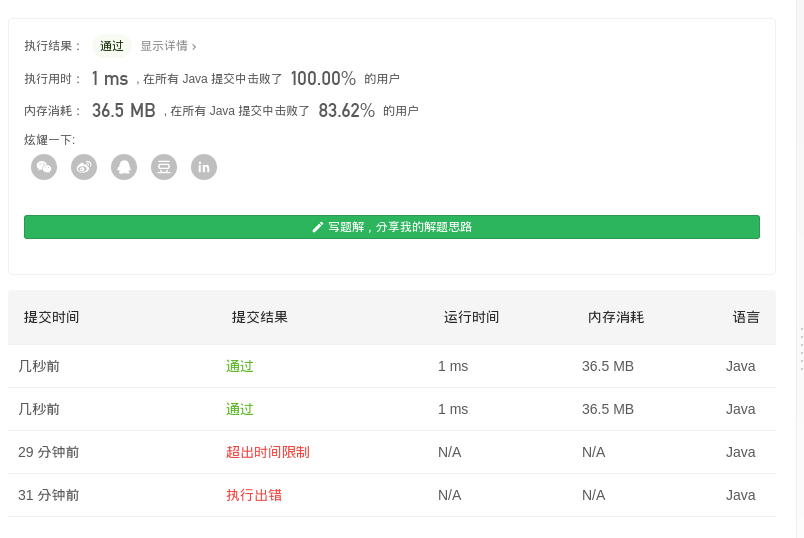 执行结果： 通过 显示详情 ›
执行用时： 1 ms , 在所有 Java 提交中击败了 100.00% 的用户
内存消耗： 36.5 MB , 在所有 Java 提交中击败了 83.62% 的用户
炫耀一下:
豆 in
写题解，分享我的解题思路
提交时间 提交结果 运行时间 内存消耗 语言
几秒前 通过 1 ms 36.5 MB Java
几秒前 通过 1 ms 36.5 MB Java
29 分钟前 超出时间限制 N/A N/A Java
31 分钟前 执行出错 N/A N/A Java